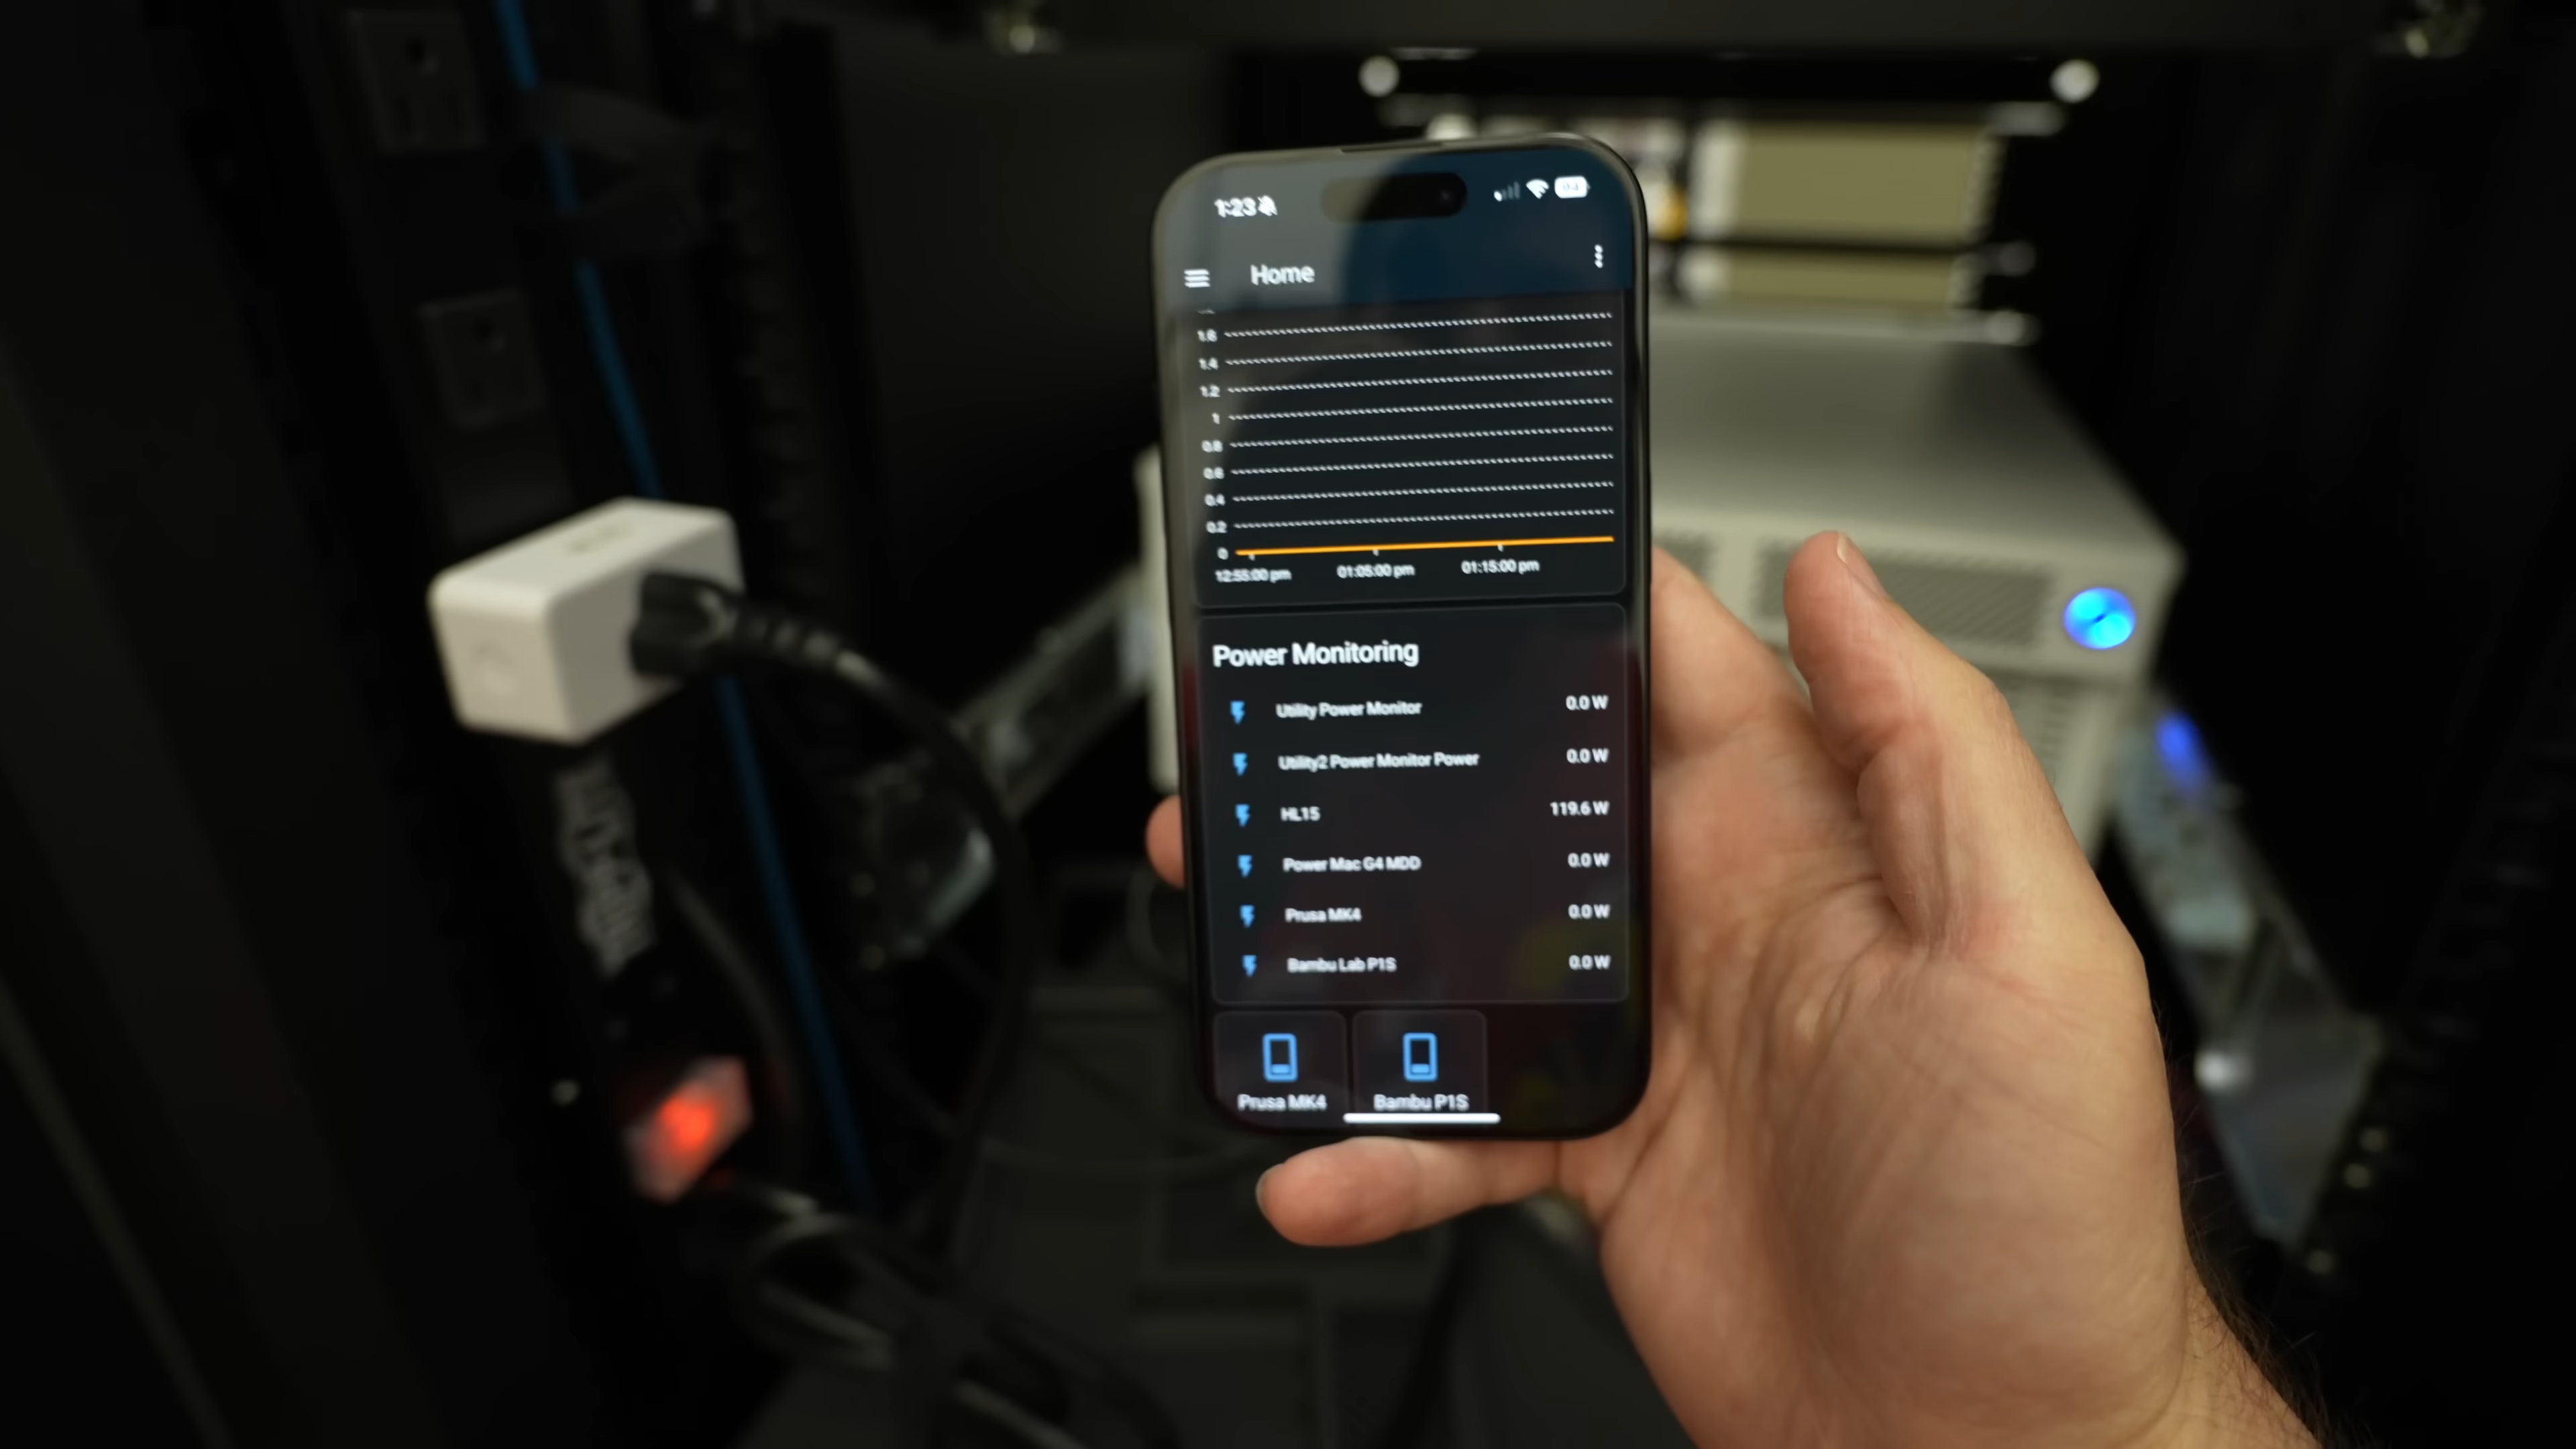 1:23
Home
1.6
1.4
1.2
1
0.8
0.6
0.4
0.2
0
12:55:00 pm 01:05:00 pm 01:15:00 pm
Power Monitoring
Utility Power Monitor 0.0 W
Utility2 Power Monitor Power 0.0 W
HL15 119.6 W
Power Mac G4 MDD 0.0 W
Prusa MK4 0.0 W
Bambu Lab P1S 0.0 W
Prusa MK4 Bambu P1S